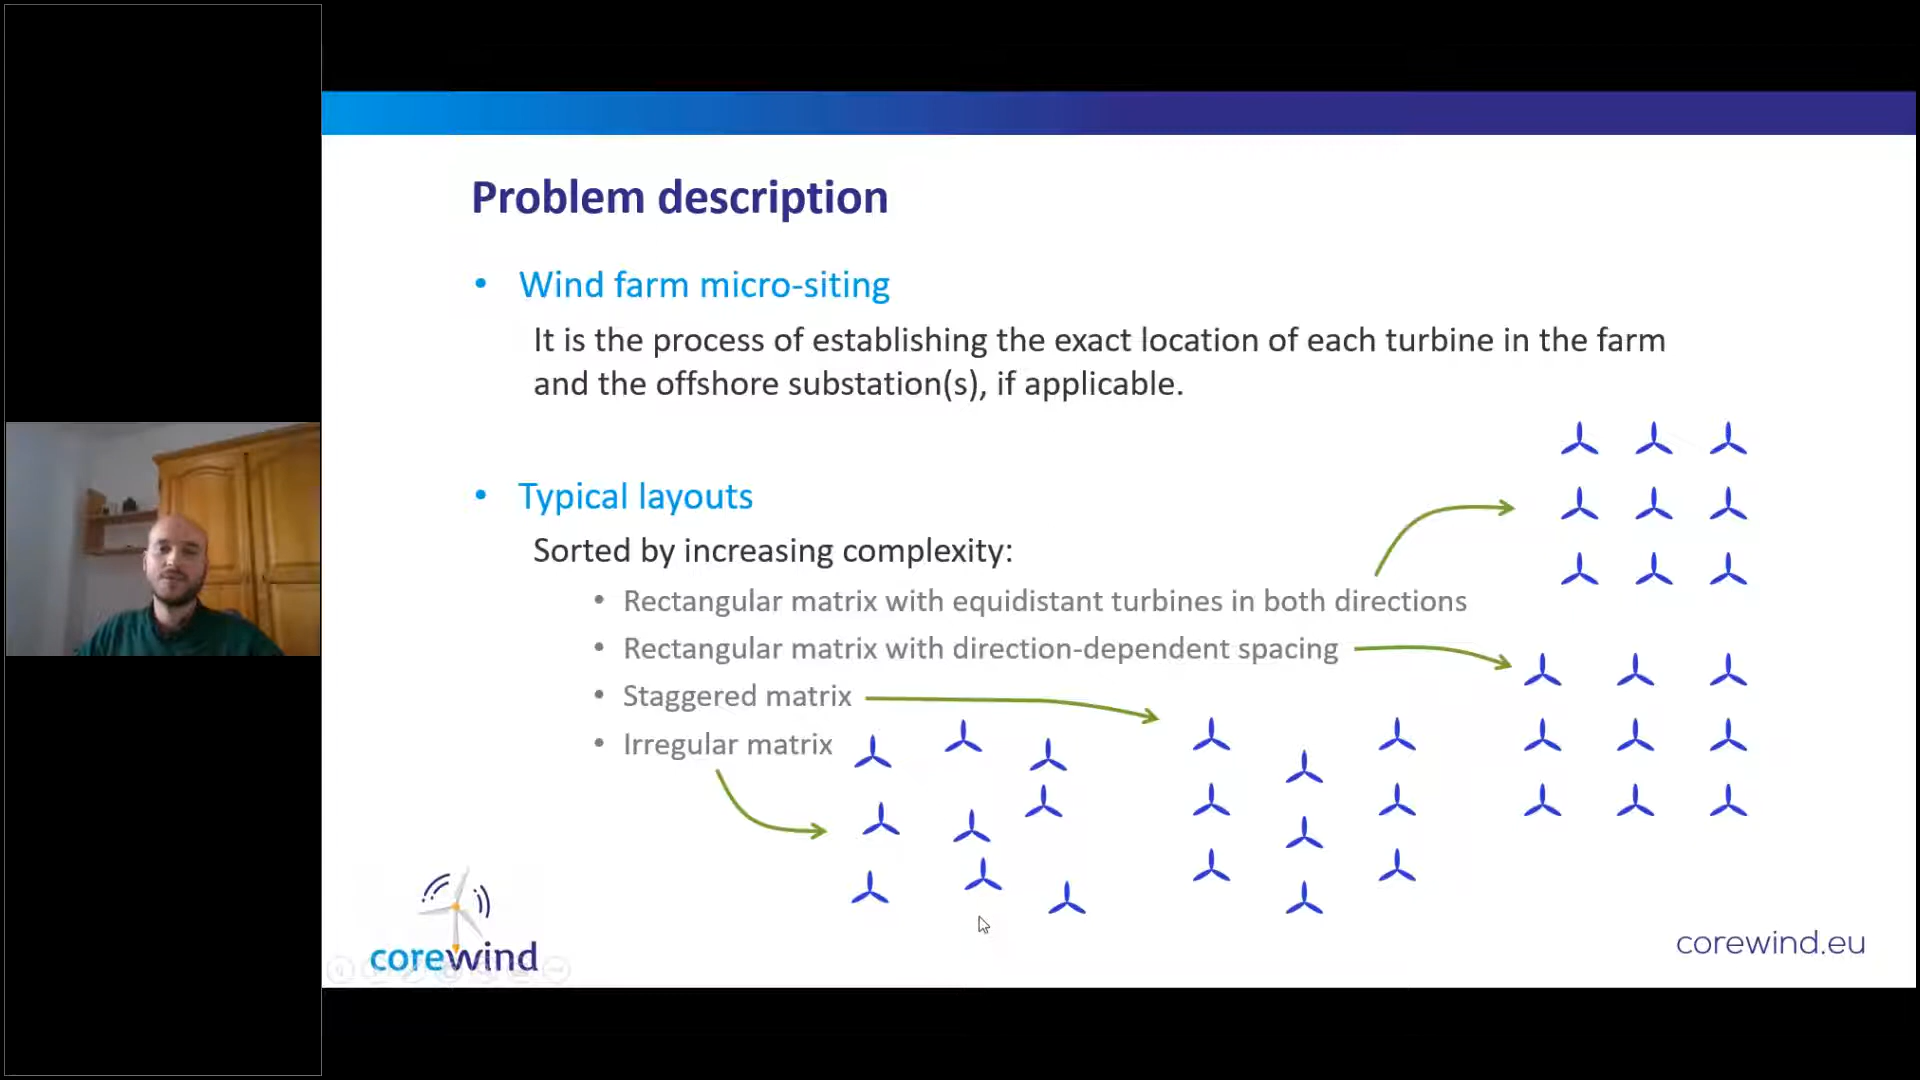 Problem description
• Wind farm micro-siting
It is the process of establishing the exact location of each turbine in the farm
and the offshore substation(s), if applicable.
• Typical layouts
Sorted by increasing complexity:
• Rectangular matrix with equidistant turbines in both directions
• Rectangular matrix with direction-dependent spacing
• Staggered matrix
• Irregular matrix
corewind
corewind.eu